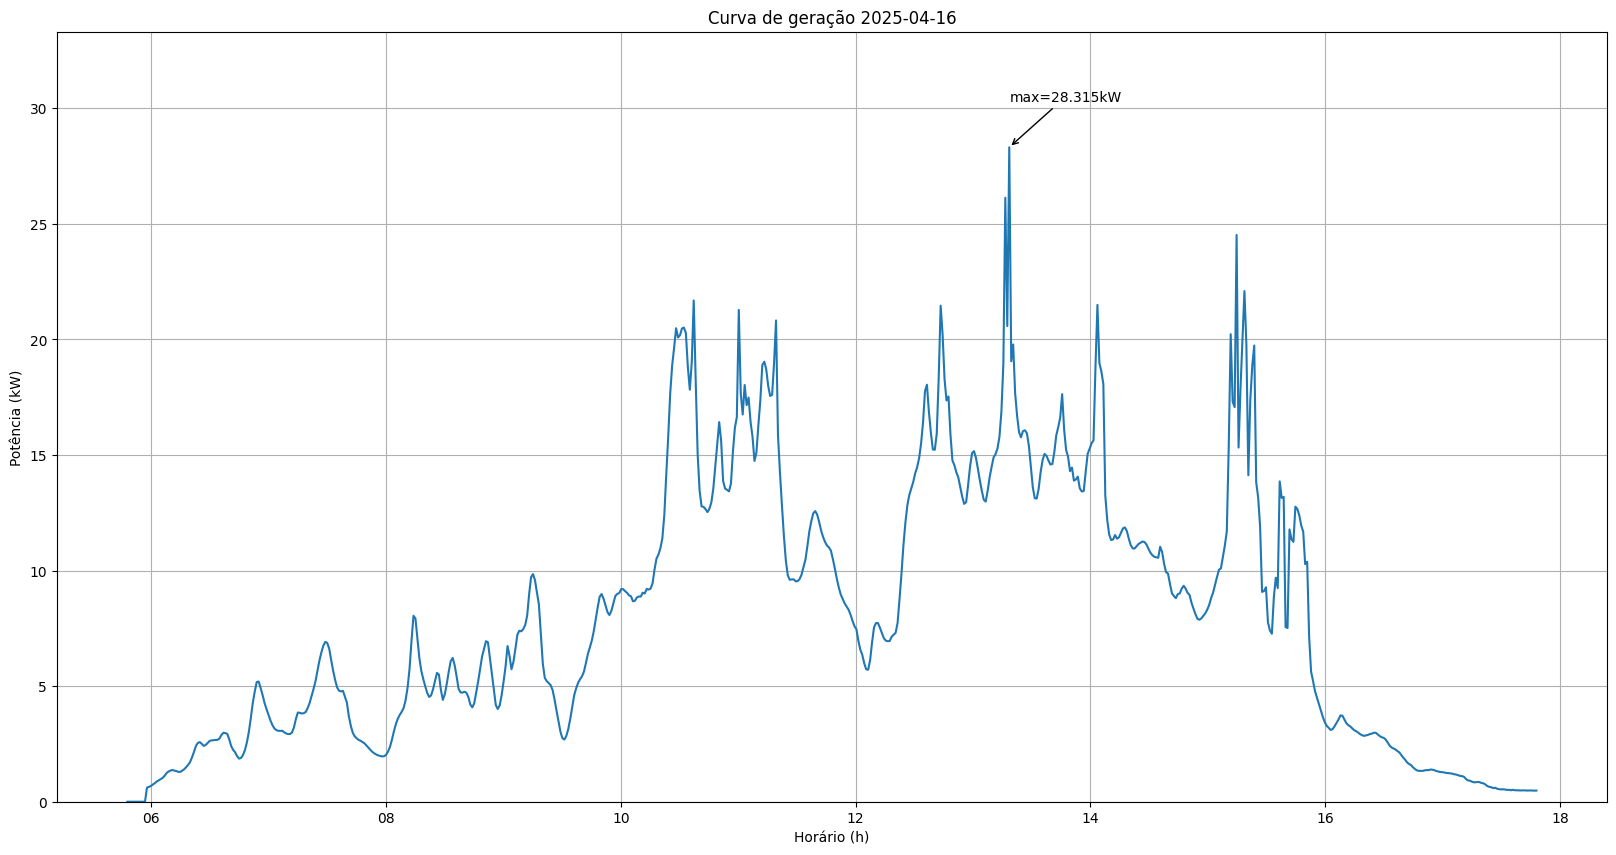 Curva de geração 2025-04-16
max=28.315kW
30
25
20
15
10
5
0
Potência (kW)
06 08 10 12 14 16 18
Horário (h)